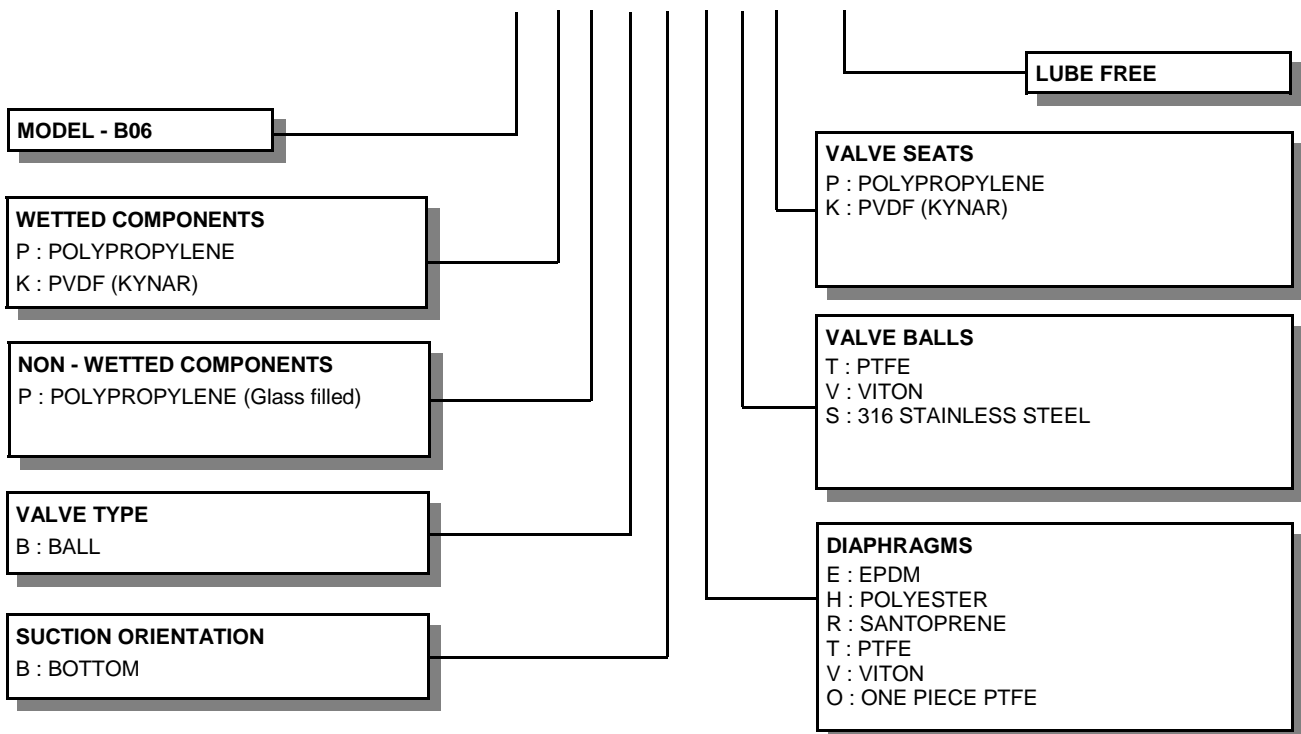 MODEL - B06
WETTED COMPONENTS
P : POLYPROPYLENE
K : PVDF (KYNAR)
NON - WETTED COMPONENTS
P : POLYPROPYLENE (Glass filled)
VALVE TYPE
B : BALL
SUCTION ORIENTATION
B : BOTTOM
LUBE FREE
VALVE SEATS
P : POLYPROPYLENE
K : PVDF (KYNAR)
VALVE BALLS
T : PTFE
V : VITON
S : 316 STAINLESS STEEL
DIAPHRAGMS
E : EPDM
H : POLYESTER
R : SANTOPRENE
T : PTFE
V : VITON
O : ONE PIECE PTFE